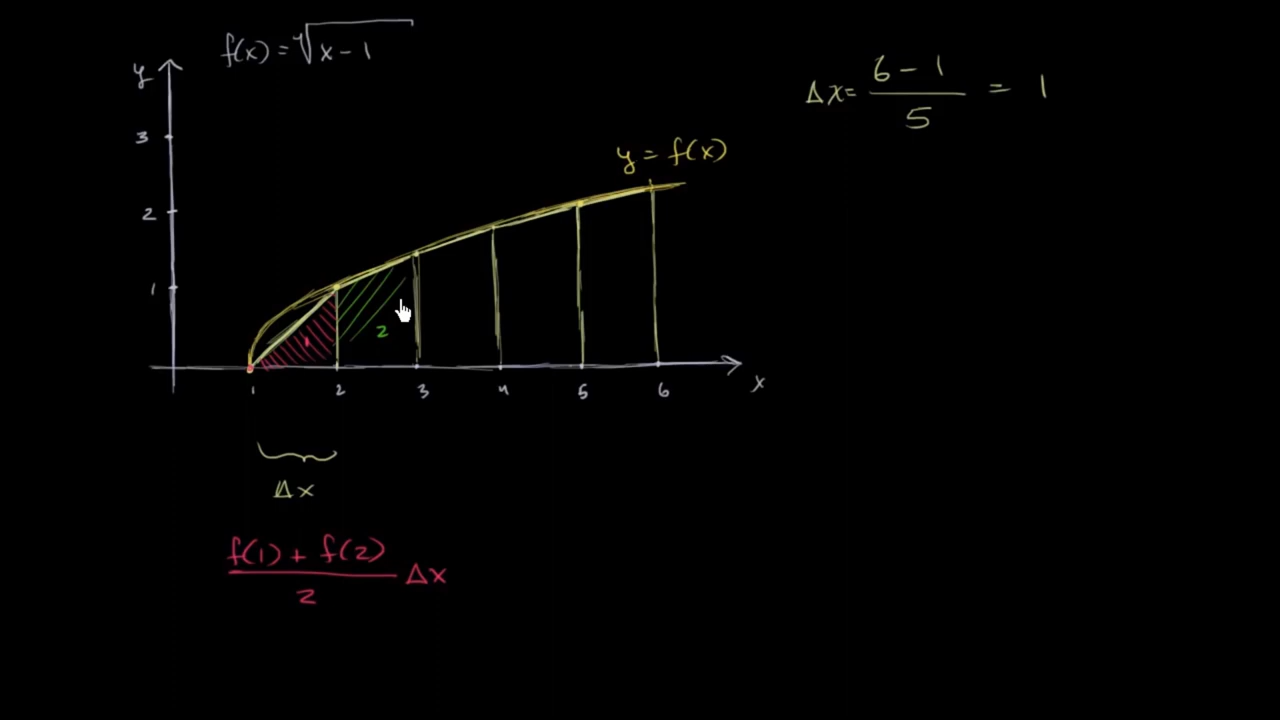 f(x) = √x - 1
Δx = 6 - 1 / 5 = 1
y
3
y = f(x)
2
1
1 2
1 2 3 4 5 6 x
Δx
f(1) + f(2) / 2 Δx